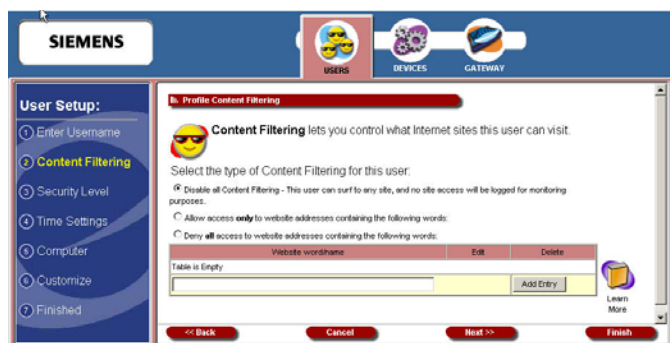 SIEMENS
USERS
DEVICES
GATEWAY
User Setup:
1 Enter Username
2 Content Filtering
3 Security Level
4 Time Settings
5 Computer
6 Customize
7 Finished
Profile Content Filtering
Content Filtering lets you control what Internet sites this user can visit.
Select the type of Content Filtering for this user:
Disable all Content Filtering - This user can surf to any site, and no site access will be logged for monitoring
purposes.
Allow access only to website addresses containing the following words:
Deny all access to website addresses containing the following words:
Website word/name Edit Delete
Table is Empty
Add Entry
Learn
More
<< Back
Cancel
Next >>
Finish